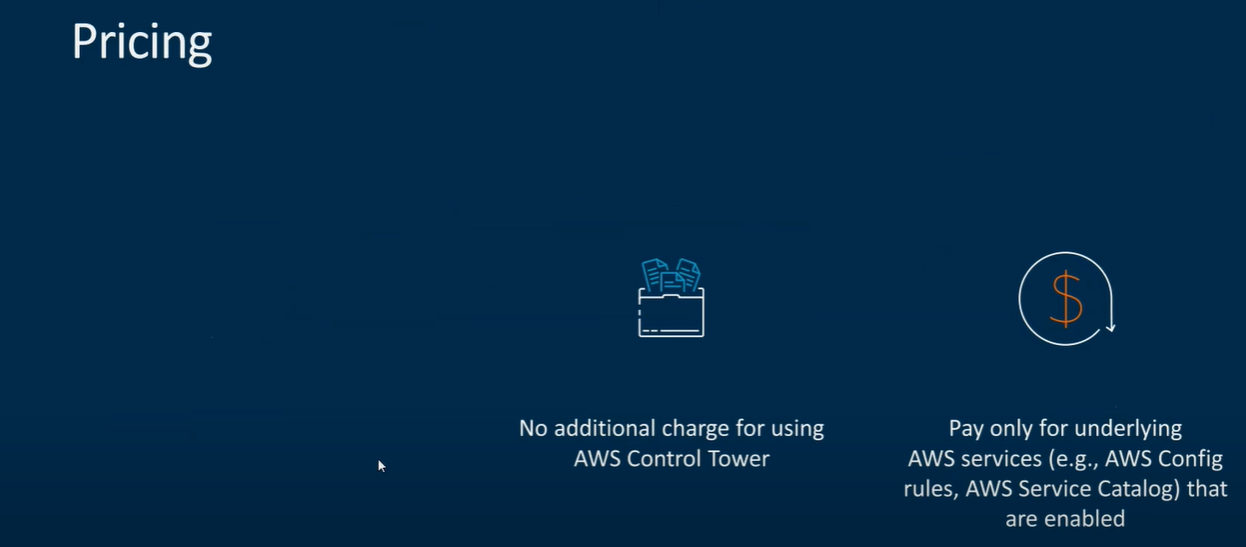 Pricing
No additional charge for using
AWS Control Tower
Pay only for underlying
AWS services (e.g., AWS Config
rules, AWS Service Catalog) that
are enabled